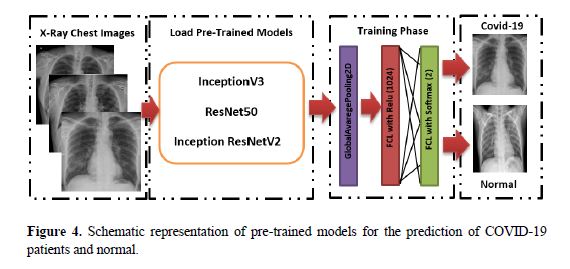 X-Ray Chest Images
Load Pre-Trained Models
Training Phase
Covid-19
InceptionV3
ResNet50
Inception ResNetV2
GlobalAvaregePooling2D
FCL with Relu (1024)
FCL with Softmax (2)
Normal
Figure 4. Schematic representation of pre-trained models for the prediction of COVID-19
patients and normal.